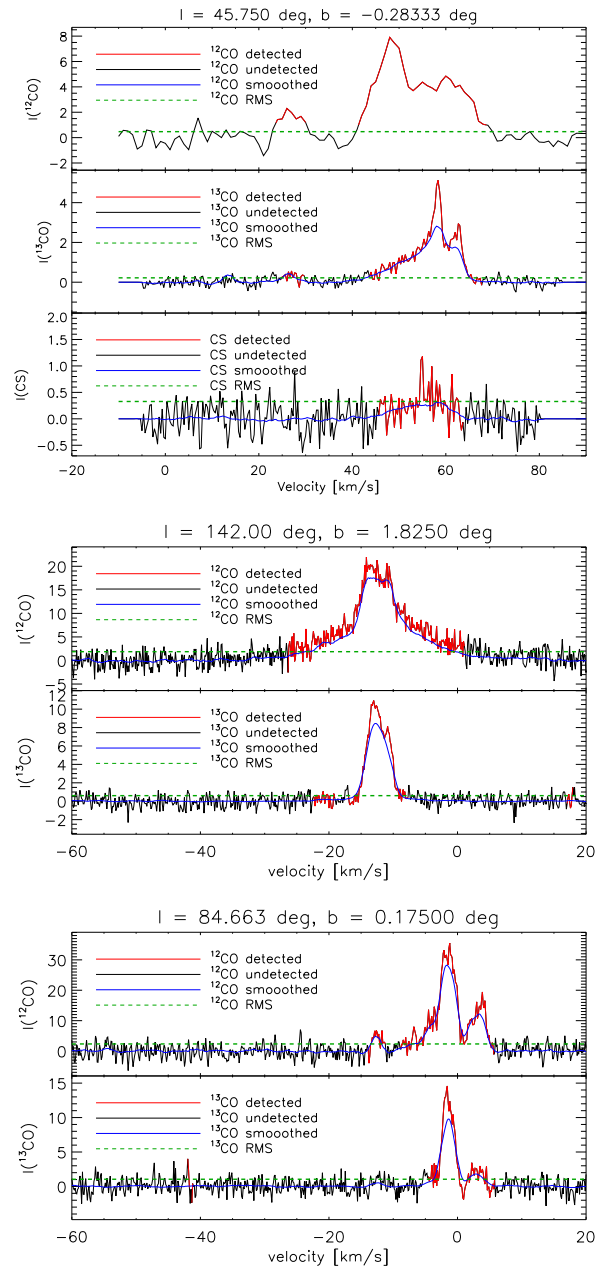 l = 45.750 deg, b = −0.28333 deg
I(¹²CO)
8
6
4
2
0
−2
¹²CO detected
¹²CO undetected
¹²CO smooothed
¹²CO RMS
I(¹³CO)
4
2
0
¹³CO detected
¹³CO undetected
¹³CO smooothed
¹³CO RMS
I(CS)
2.0
1.5
1.0
0.5
0.0
−0.5
CS detected
CS undetected
CS smooothed
CS RMS
−20 0 20 40 60 80
Velocity [km/s]
l = 142.00 deg, b = 1.8250 deg
I(¹²CO)
20
15
10
5
0
−5
¹²CO detected
¹²CO undetected
¹²CO smooothed
¹²CO RMS
I(¹³CO)
12
10
8
6
4
2
0
−2
¹³CO detected
¹³CO undetected
¹³CO smooothed
¹³CO RMS
−60 −40 −20 0 20
velocity [km/s]
l = 84.663 deg, b = 0.17500 deg
I(¹²CO)
30
20
10
0
¹²CO detected
¹²CO undetected
¹²CO smooothed
¹²CO RMS
I(¹³CO)
15
10
5
0
¹³CO detected
¹³CO undetected
¹³CO smooothed
¹³CO RMS
−60 −40 −20 0 20
velocity [km/s]